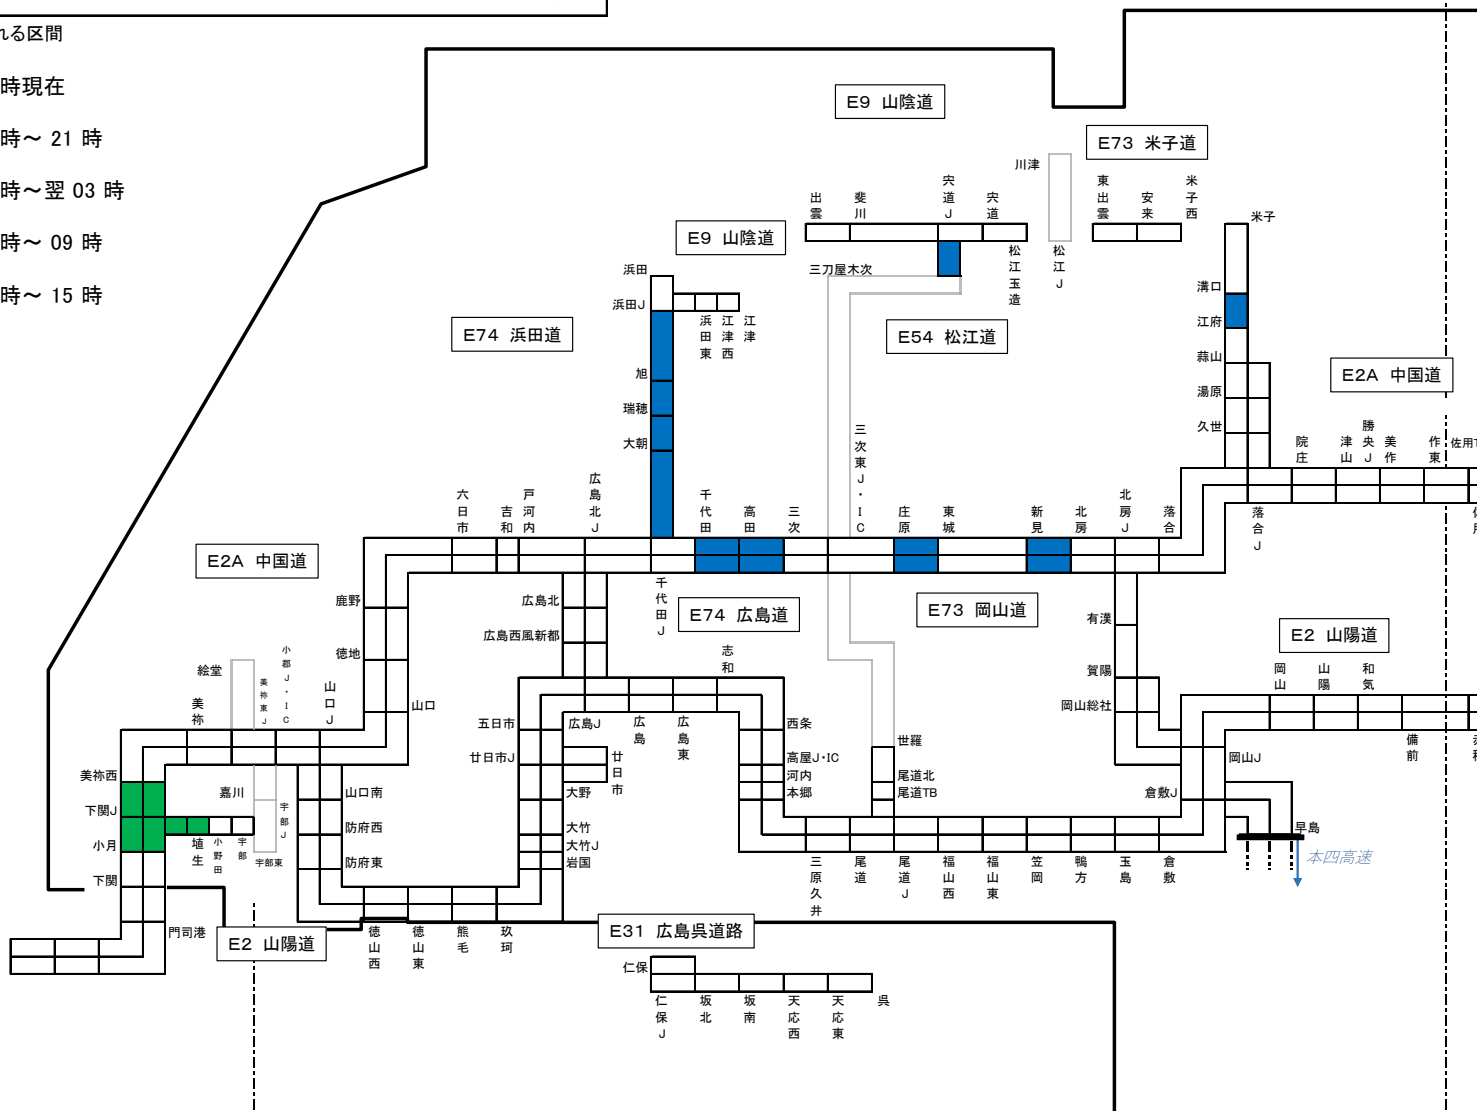 れる区間
時現在
時～ 21 時
時～翌 03 時
時～ 09 時
時～ 15 時
E9 山陰道
E73 米子道
川津
東出雲
安来
米子西
米子
出雲
斐川
宍道J
宍道
松江玉造
松江J
E9 山陰道
三刀屋木次
浜田
浜田J
浜田東
江津西
江津
溝口
江府
蒜山
湯原
久世
E74 浜田道
E54 松江道
E2A 中国道
旭
瑞穂
大朝
三次東J・IC
院庄
津山
勝央J
美作
作東
佐用T
落合J
六日市
吉和
戸河内
広島北J
千代田
高田
三次
庄原
東城
新見
北房
北房J
落合
E2A 中国道
千代田J
E74 広島道
E73 岡山道
E2 山陽道
鹿野
徳地
山口
広島北
広島西風新都
志和
有漢
賀陽
岡山総社
岡山
山陽
和気
備前
絵堂
美祢
美祢東J
小郡J・IC
山口J
五日市
廿日市J
広島J
広島
広島東
廿日市
西条
高屋J・IC
河内
本郷
世羅
尾道北
尾道TB
岡山J
倉敷J
早島
本四高速
美祢西
下関J
小月
下関
門司港
嘉川
埴生
小野田
宇部
宇部J
宇部東
山口南
防府西
防府東
大野
大竹
大竹J
岩国
三原久井
尾道
尾道J
福山西
福山東
笠岡
鴨方
玉島
倉敷
E2 山陽道
徳山西
徳山東
熊毛
玖珂
E31 広島呉道路
仁保
仁保J
坂北
坂南
天応西
天応東
呉